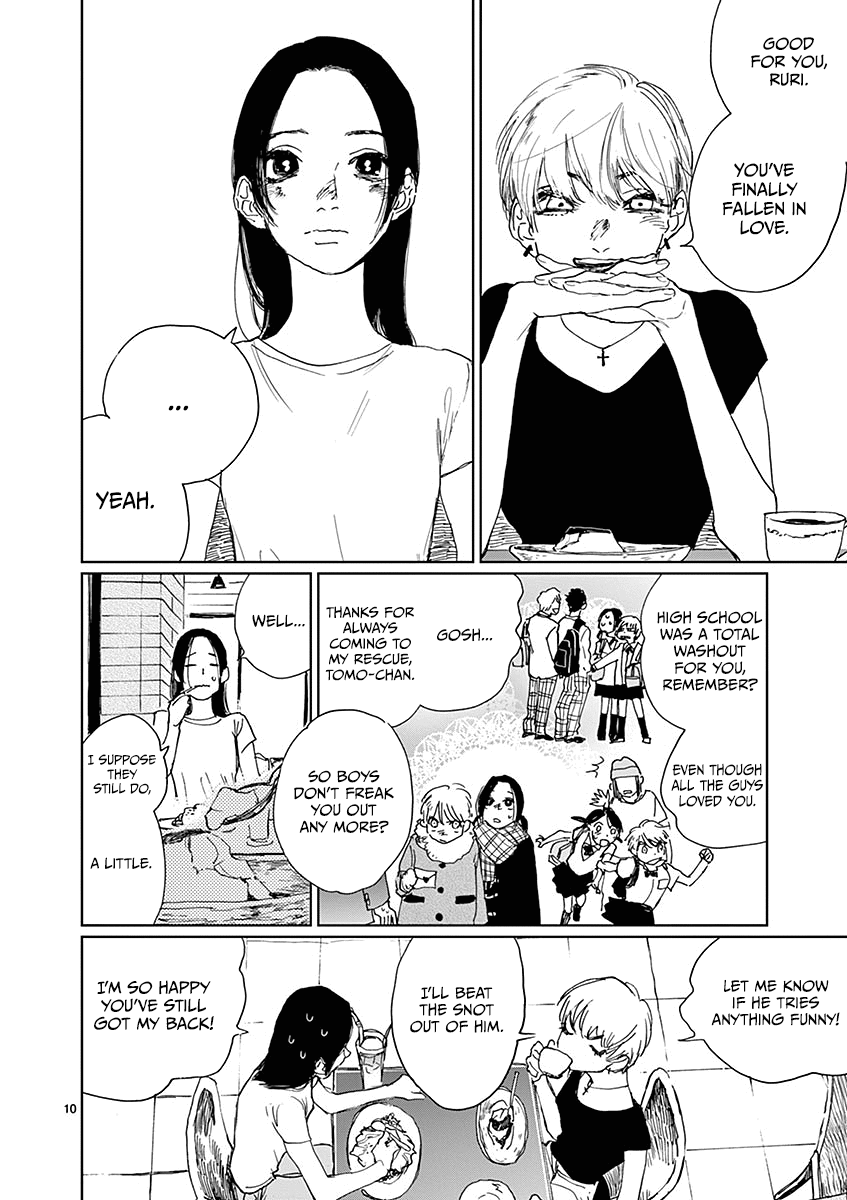 GOOD
FOR YOU,
RURI.
YOU'VE
FINALLY
FALLEN IN
LOVE.
...
YEAH.
HIGH SCHOOL
WAS A TOTAL
WASHOUT
FOR YOU,
REMEMBER?
EVEN THOUGH
ALL THE GUYS
LOVED YOU.
GOSH...
THANKS FOR
ALWAYS
COMING TO
MY RESCUE,
TOMO-CHAN.
SO BOYS
DON'T FREAK
YOU OUT
ANY MORE?
WELL...
I SUPPOSE
THEY
STILL DO,
A LITTLE.
LET ME KNOW
IF HE TRIES
ANYTHING FUNNY!
I'LL BEAT
THE SNOT
OUT OF HIM.
I'M SO HAPPY
YOU'VE STILL
GOT MY BACK!
10